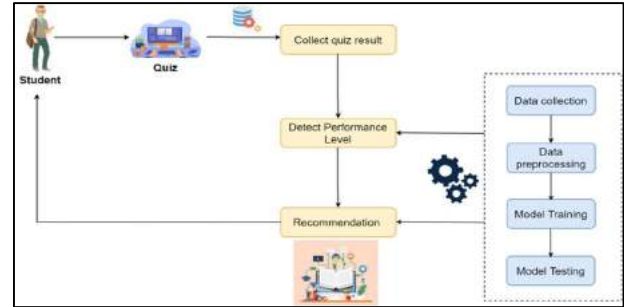 Student
Quiz
Collect quiz result
Detect Performance
Level
Recommendation
Data collection
Data
preprocessing
Model Training
Model Testing